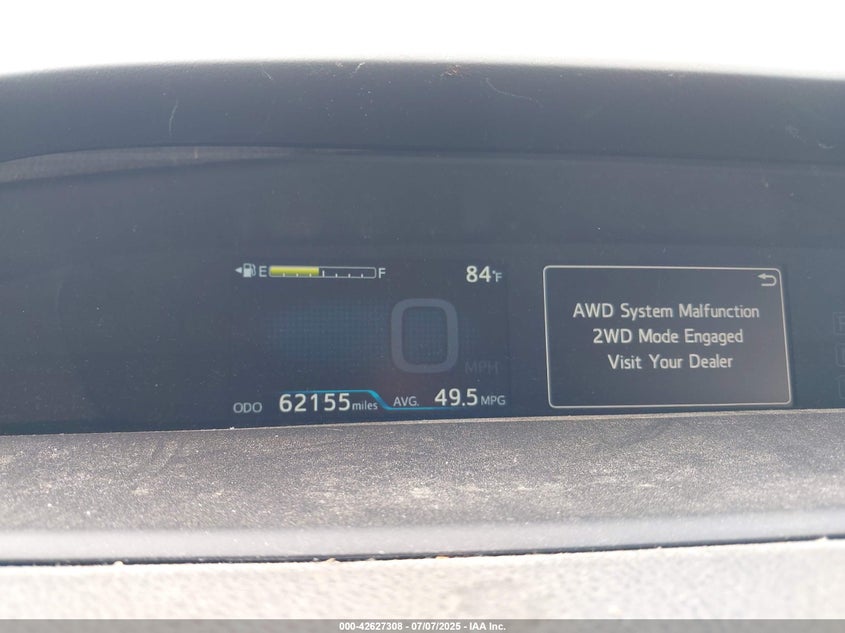 E F 84°F
0 MPH
ODO 62155 miles AVG. 49.5 MPG
AWD System Malfunction
2WD Mode Engaged
Visit Your Dealer
000-42627308 | 07/07/2025 - IAA Inc.